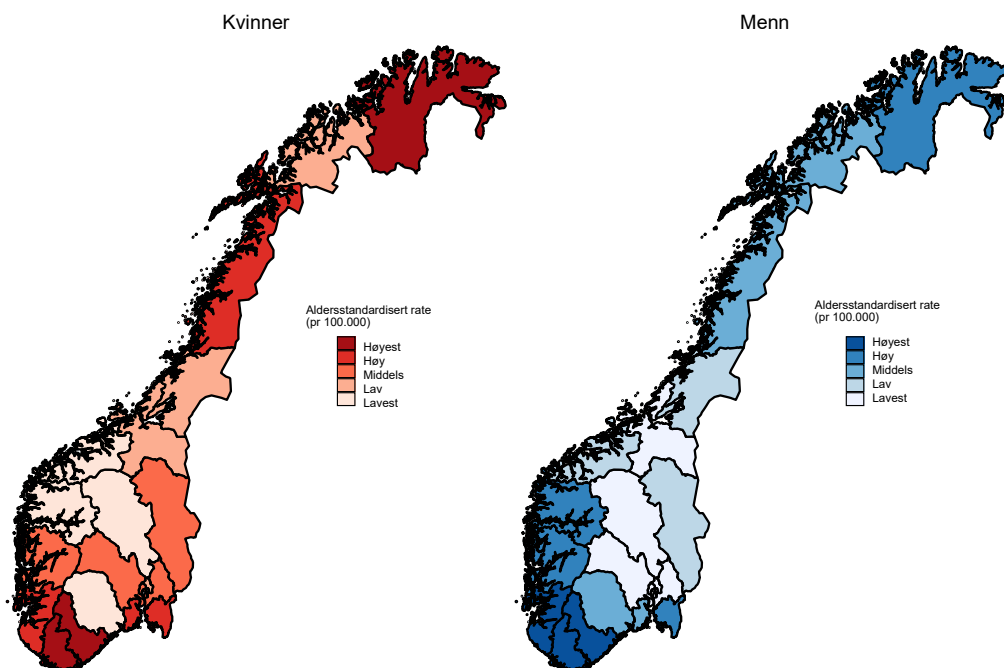 Kvinner
Menn
Aldersstandardisert rate
(pr 100.000)
Høyest
Høy
Middels
Lav
Lavest
Aldersstandardisert rate
(pr 100.000)
Høyest
Høy
Middels
Lav
Lavest